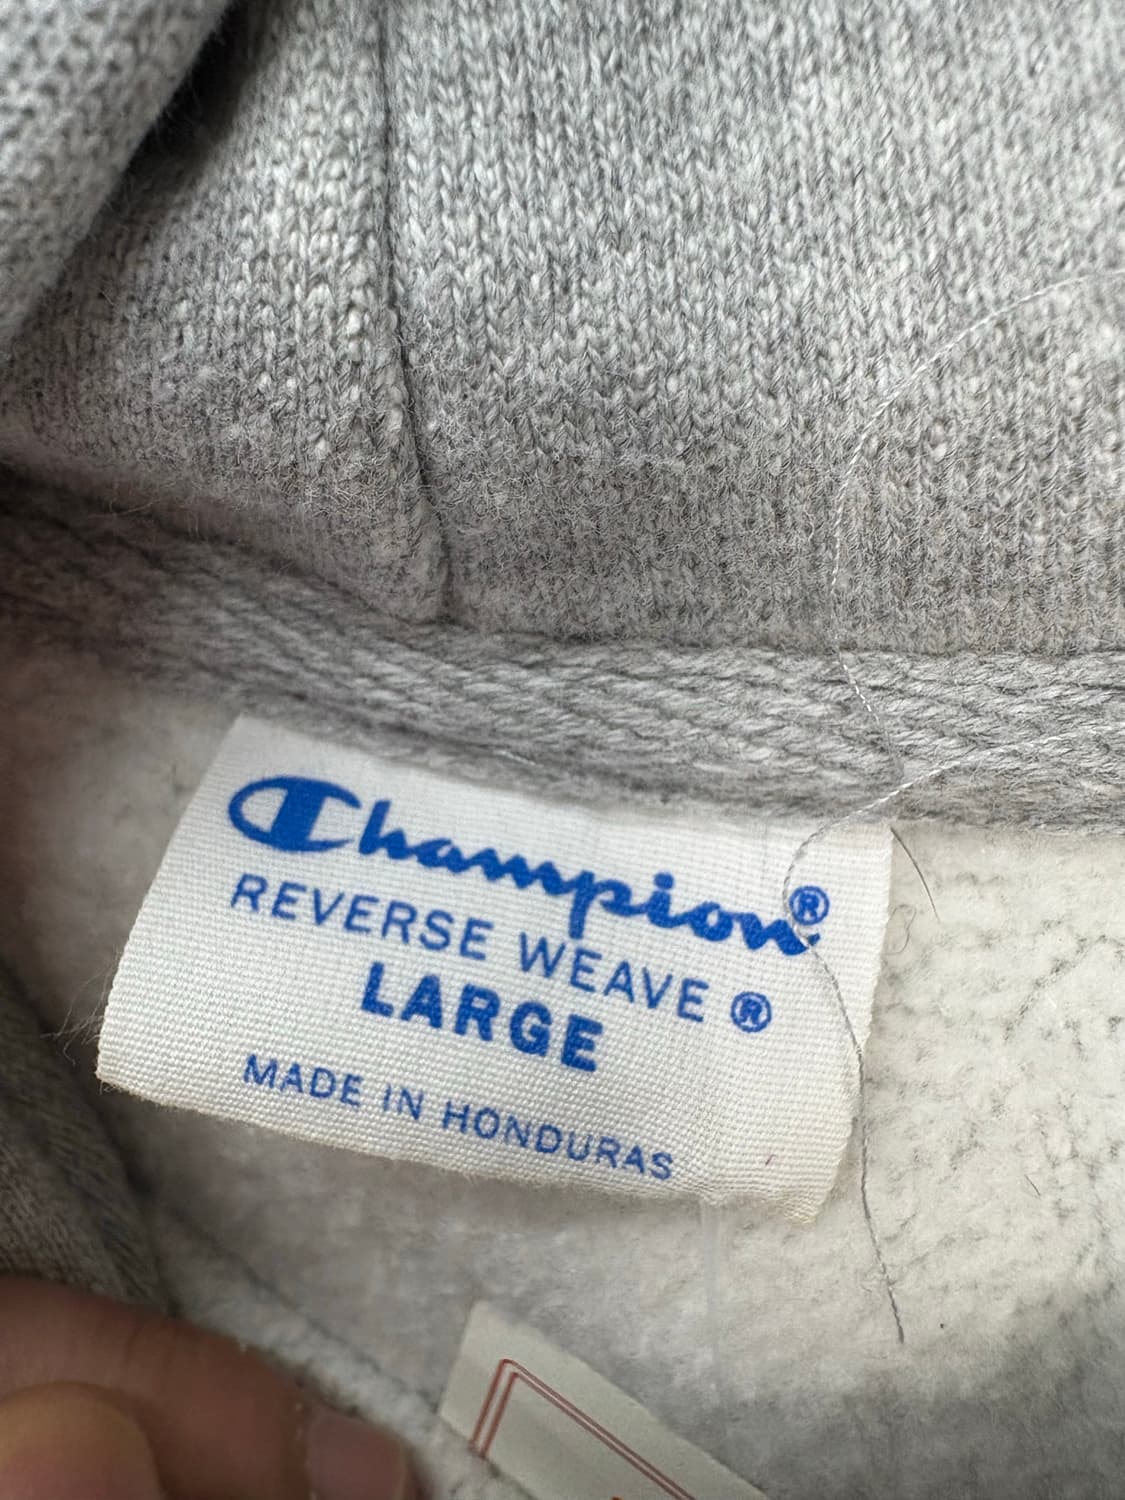 Champion®
REVERSE WEAVE ®
LARGE
MADE IN HONDURAS